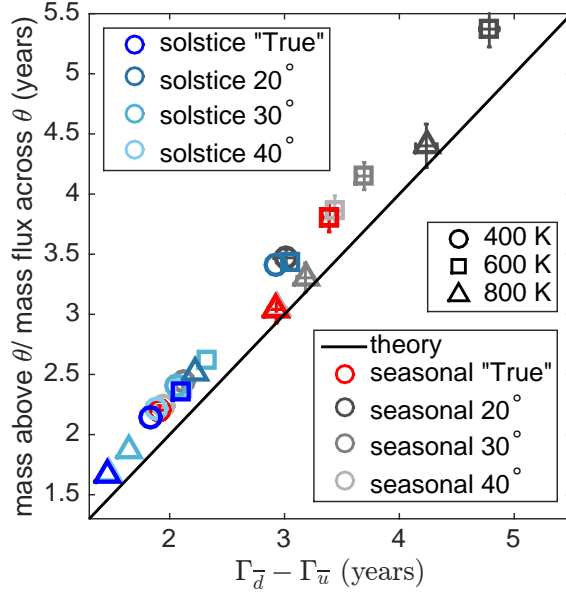 mass above θ/ mass flux across θ (years)
5.5
5
4.5
4
3.5
3
2.5
2
1.5
solstice "True"
solstice 20°
solstice 30°
solstice 40°
400 K
600 K
800 K
theory
seasonal "True"
seasonal 20°
seasonal 30°
seasonal 40°
2 3 4 5
Γ_d̅ − Γ_u̅ (years)